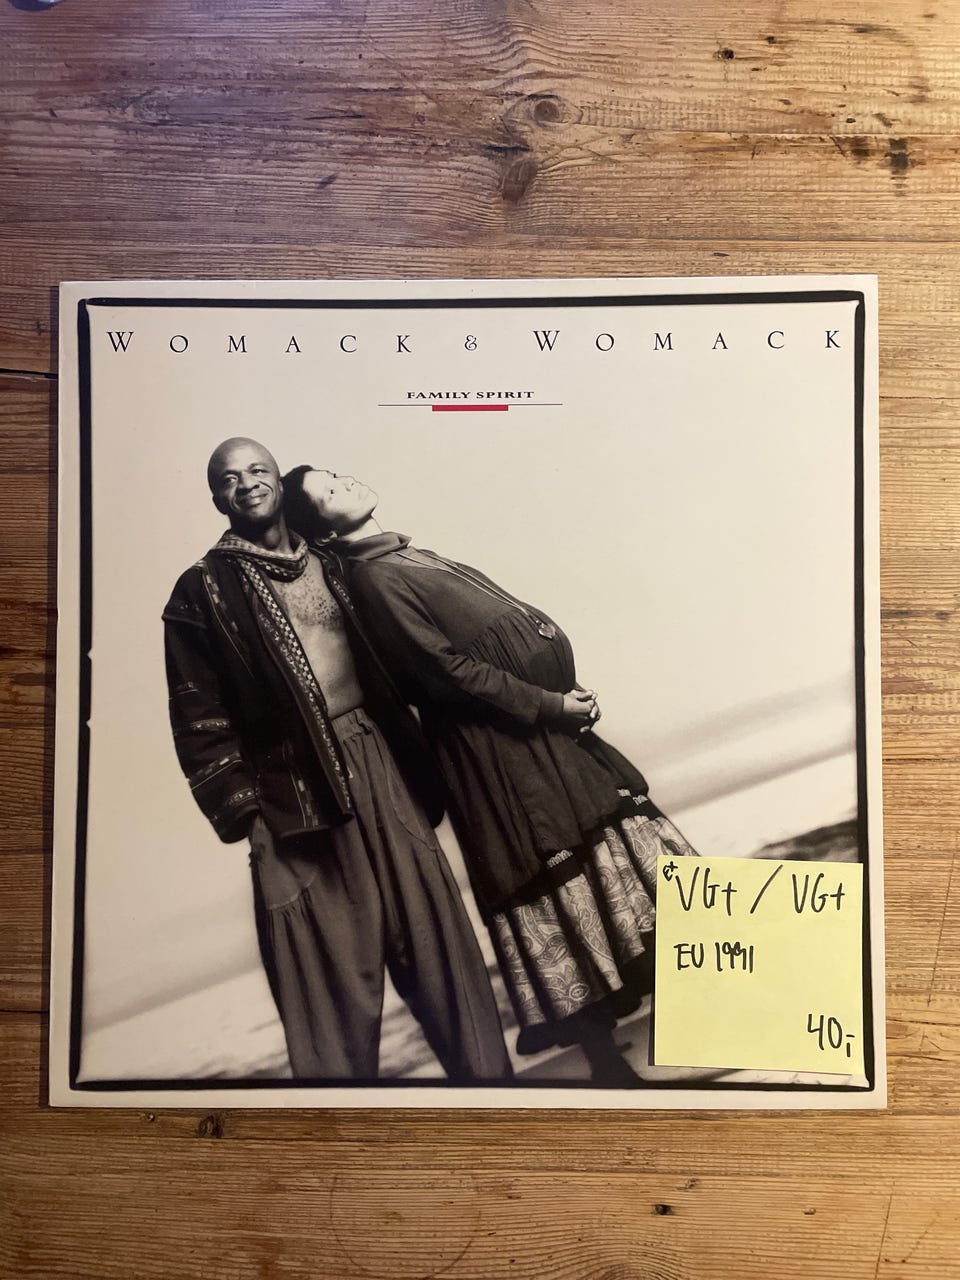 WOMACK & WOMACK
FAMILY SPIRIT
VG+ / VG+
EU 1991
40,-